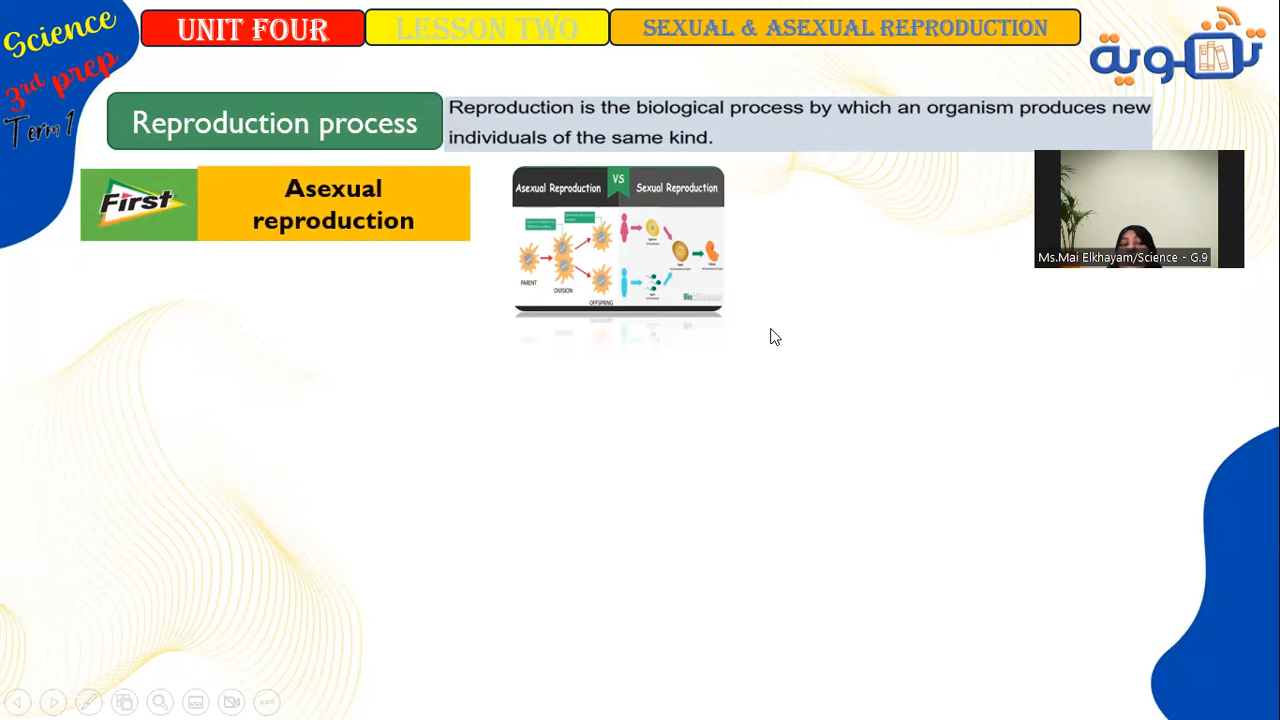 Science
3rd prep
Term 1
UNIT FOUR
LESSON TWO
SEXUAL & ASEXUAL REPRODUCTION
تقوية
Reproduction process
Reproduction is the biological process by which an organism produces new
individuals of the same kind.
First
Asexual
reproduction
Asexual Reproduction
VS
Sexual Reproduction
PARENT
DIVISION
OFFSPRING
Ms.Mai Elkhayam/Science - G.9